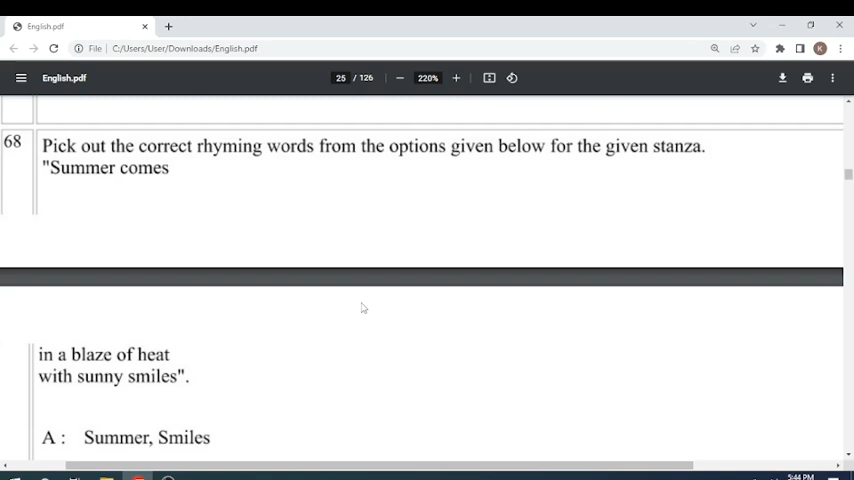 English.pdf
File | C:/Users/User/Downloads/English.pdf
K
English.pdf
25 / 126
220%
68 Pick out the correct rhyming words from the options given below for the given stanza.
"Summer comes
in a blaze of heat
with sunny smiles".
A : Summer, Smiles
5:44 PM